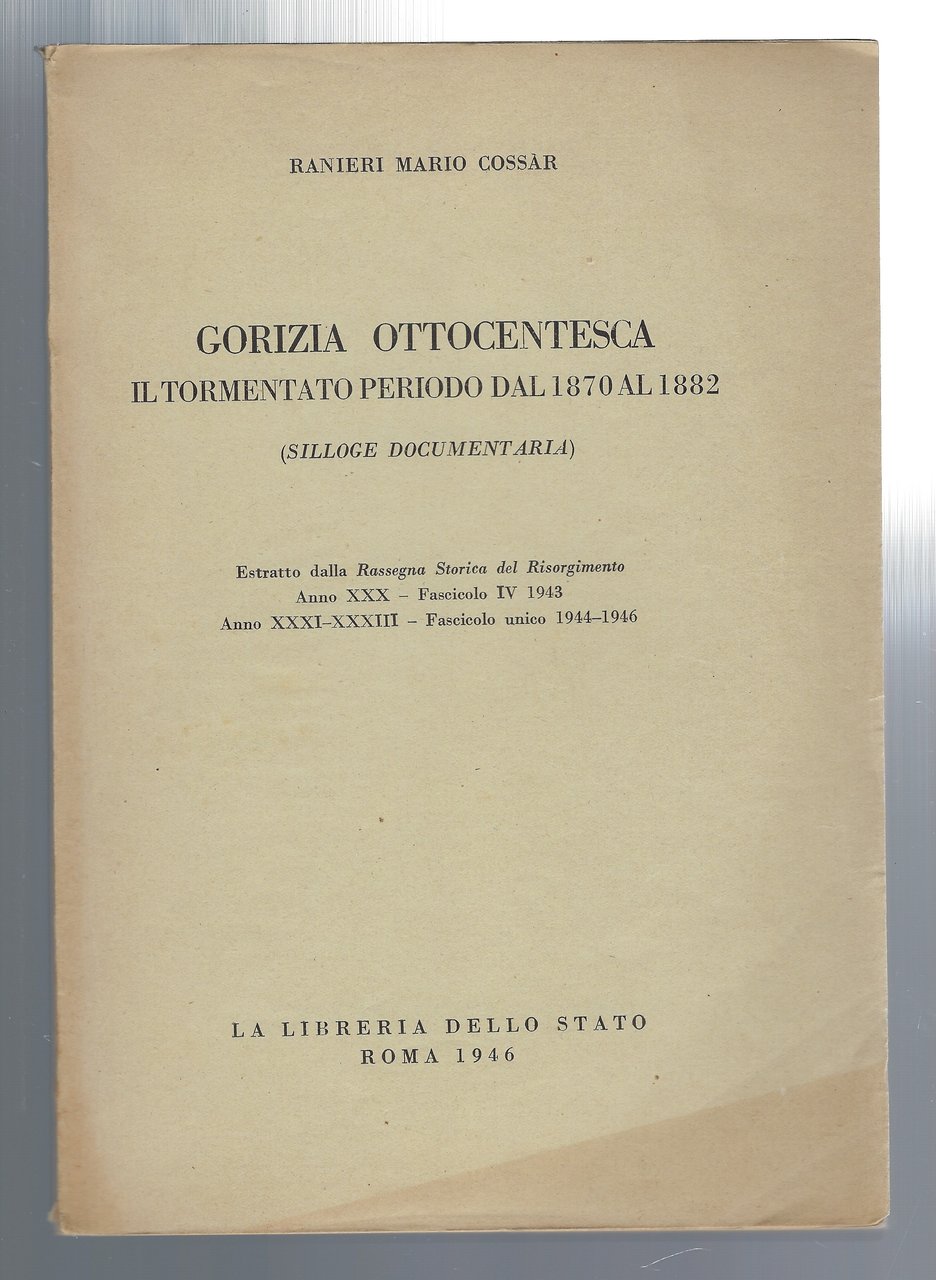 RANIERI MARIO COSSÀR
GORIZIA OTTOCENTESCA
IL TORMENTATO PERIODO DAL 1870 AL 1882
(SILLOGE DOCUMENTARIA)
Estratto dalla Rassegna Storica del Risorgimento
Anno XXX – Fascicolo IV 1943
Anno XXXI–XXXIII – Fascicolo unico 1944–1946
LA LIBRERIA DELLO STATO
ROMA 1946